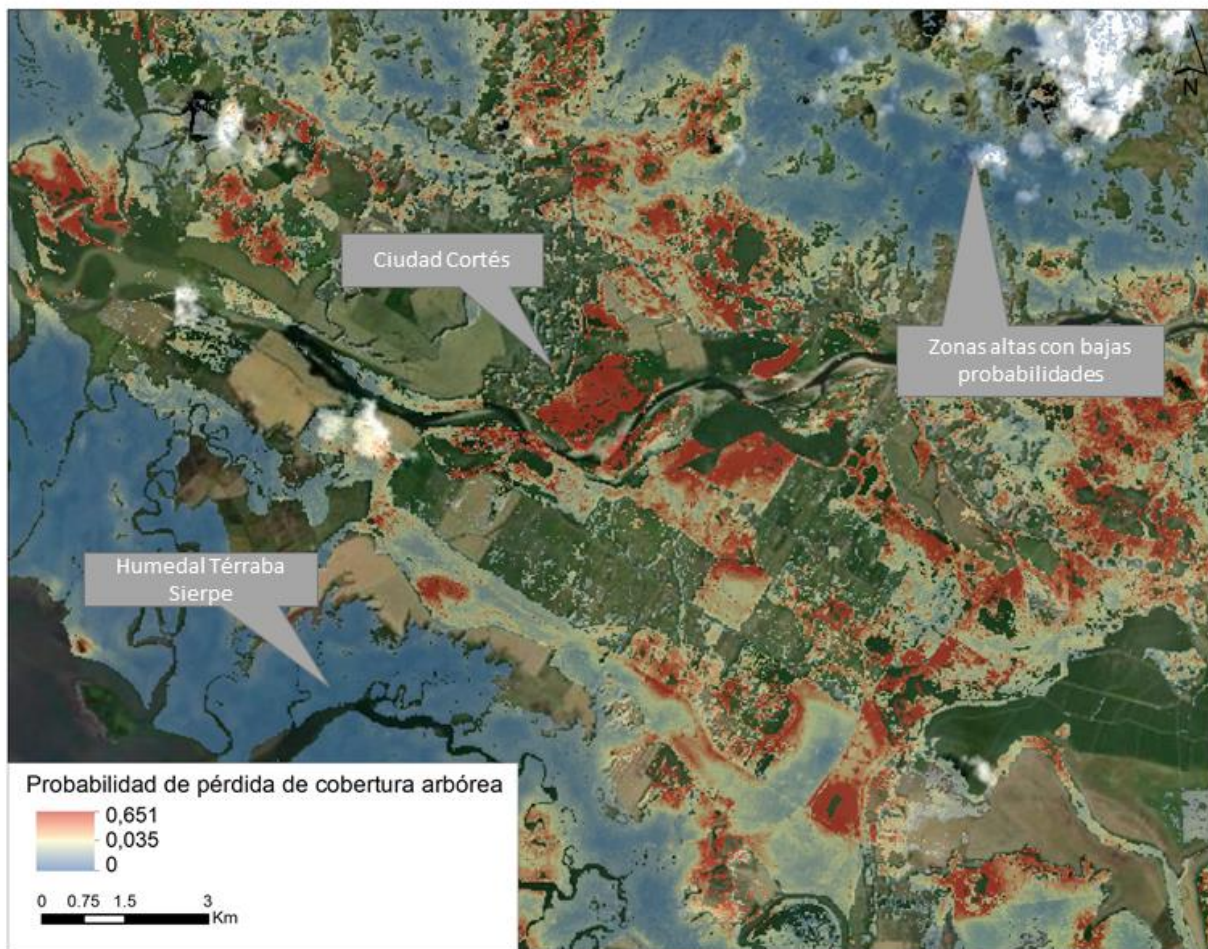 N
Ciudad Cortés
Zonas altas con bajas
probabilidades
Humedal Térraba
Sierpe
Probabilidad de pérdida de cobertura arbórea
0,651
0,035
0
0 0.75 1.5 3
Km